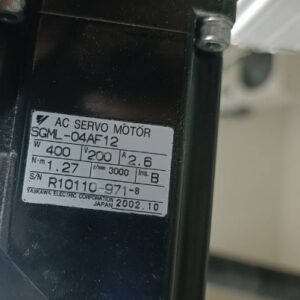 AC SERVO MOTOR
SGML-04AF12
W 400 V 200 A 2.6
N·m 1.27 r/min 3000 Ins. B
S/N R10110-971-8
YASKAWA ELECTRIC CORPORATION
JAPAN 2002.10